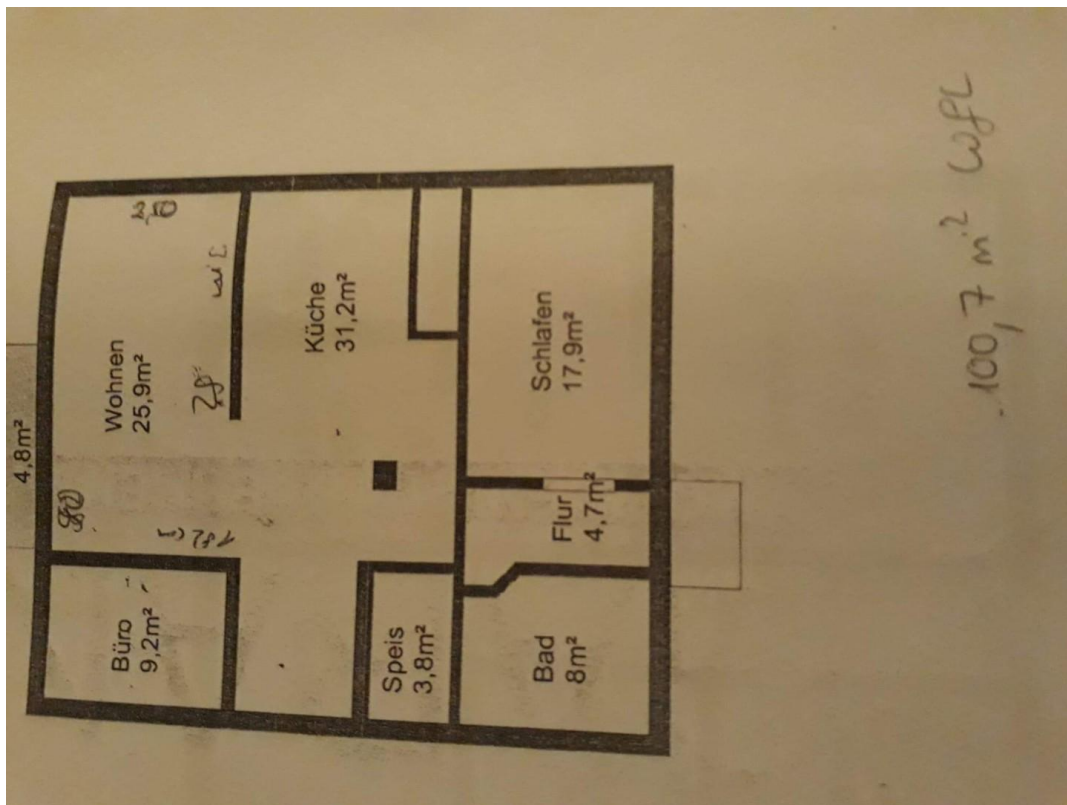 4,8m²
Wohnen
25,9m²
Büro
9,2m²
Küche
31,2m²
Speis
3,8m²
Schlafen
17,9m²
Flur
4,7m²
Bad
8m²
100,7 m² Wfl